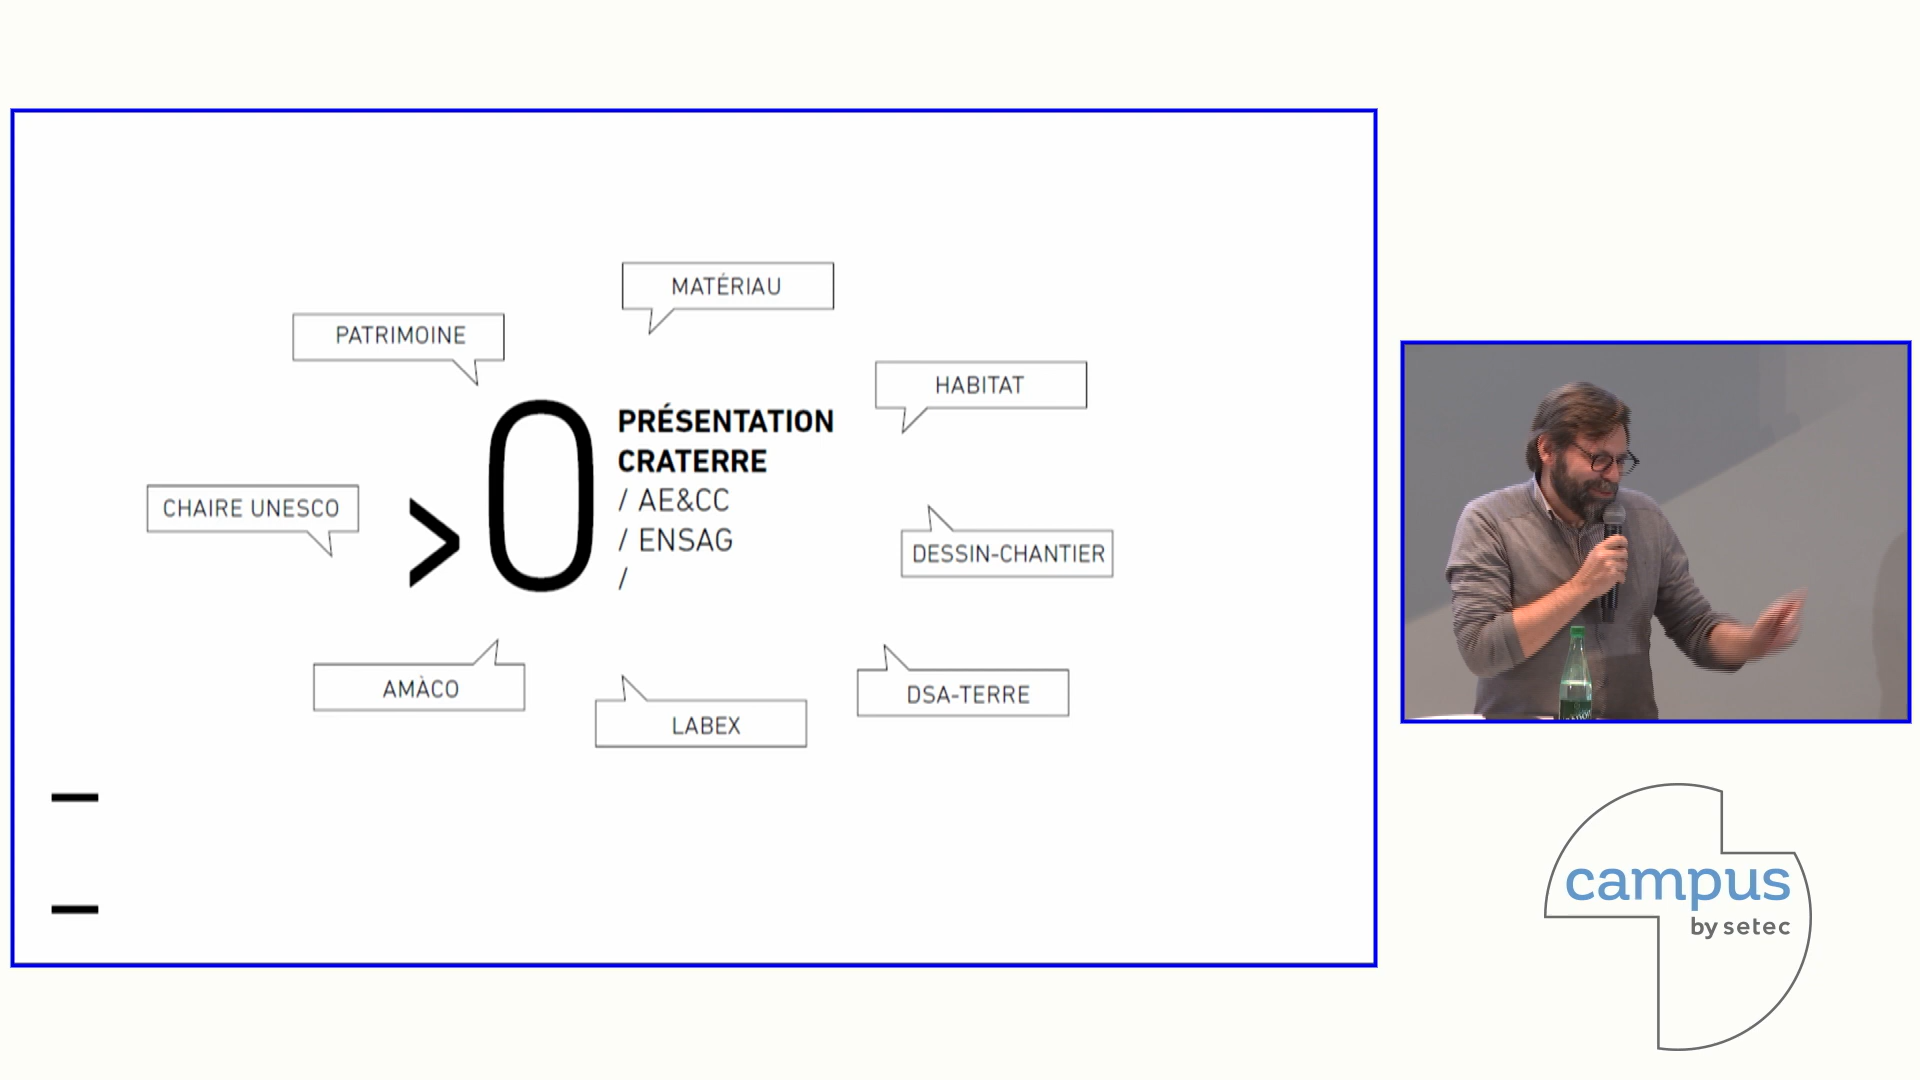 MATÉRIAU
PATRIMOINE
HABITAT
> 0
PRÉSENTATION
CRATERRE
/ AE&CC
/ ENSAG
/
CHAIRE UNESCO
DESSIN-CHANTIER
AMÀCO
DSA-TERRE
LABEX
campus
by setec